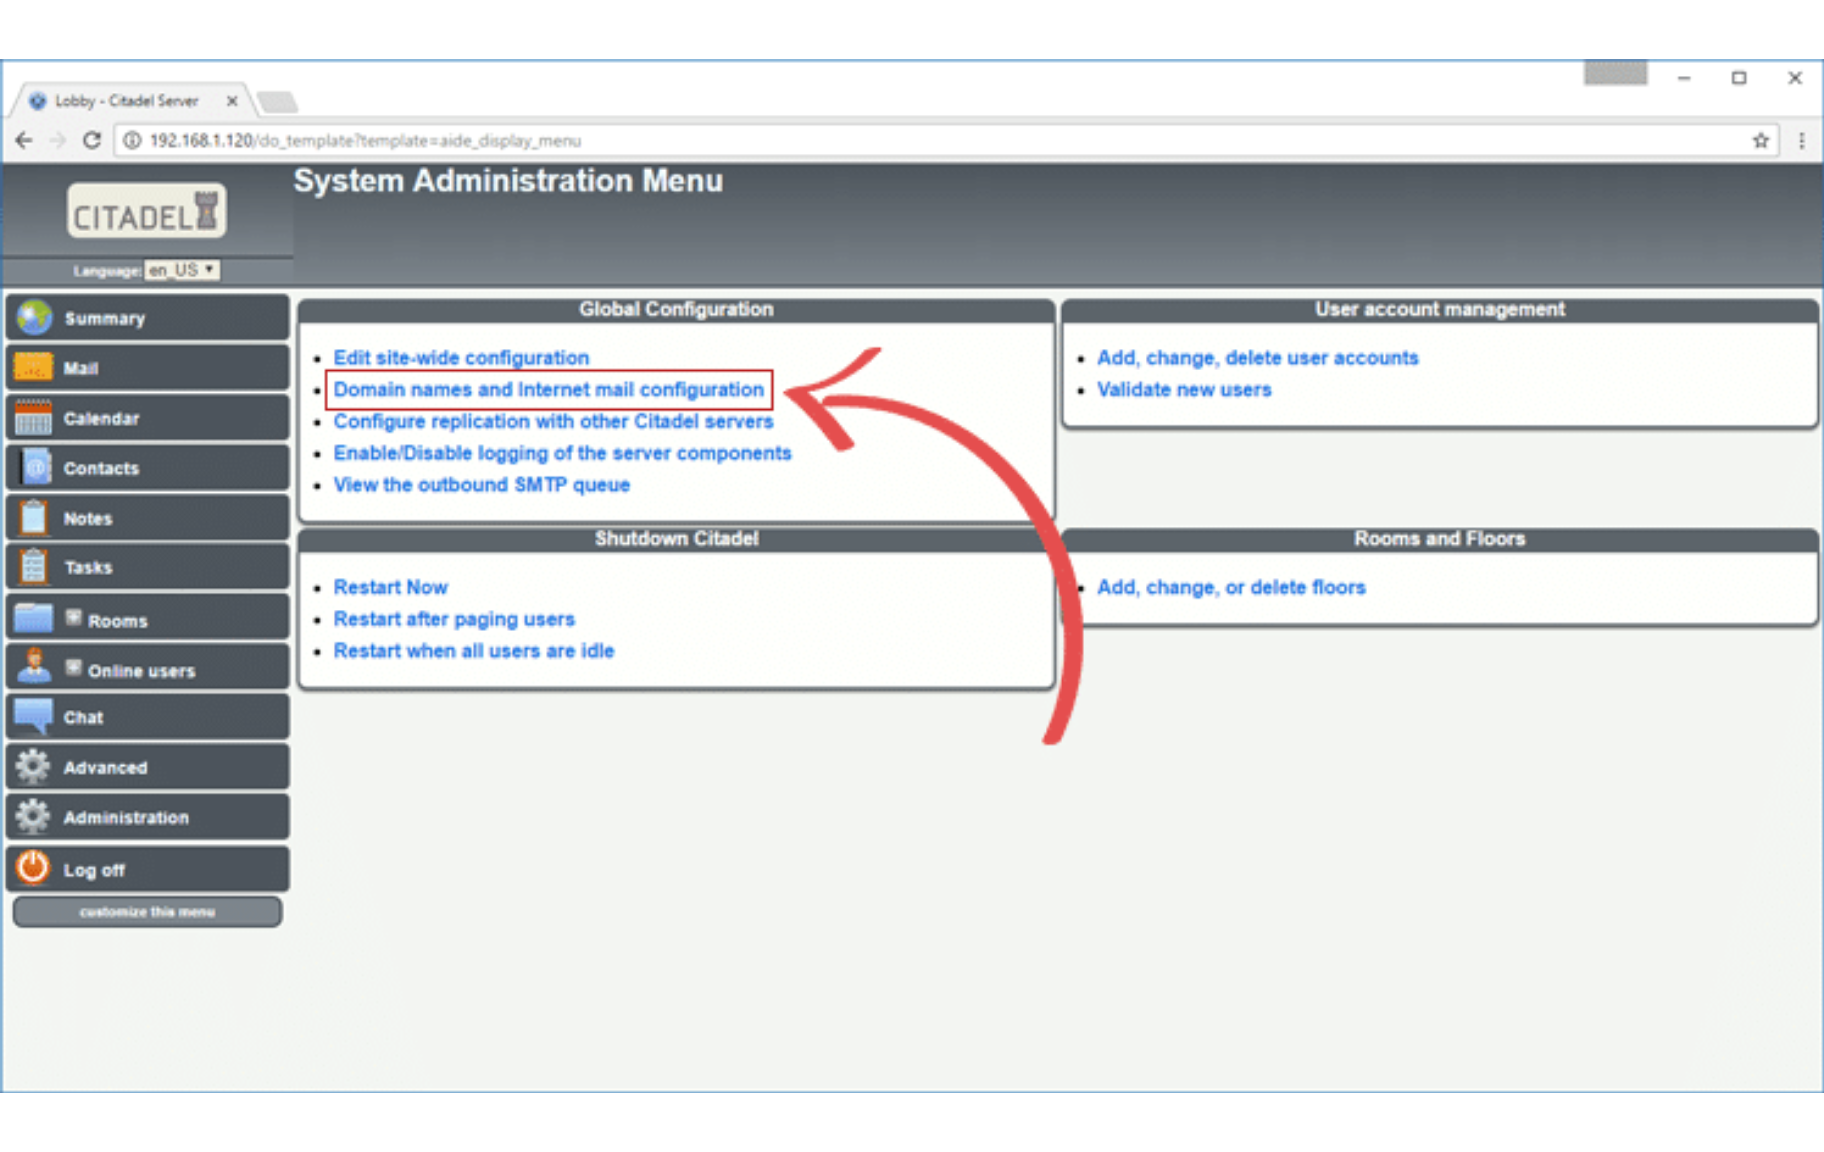 Lobby - Citadel Server
192.168.1.120/do_template?template=aide_display_menu
System Administration Menu
CITADEL
Language: en_US
Summary
Mail
Calendar
Contacts
Notes
Tasks
Rooms
Online users
Chat
Advanced
Administration
Log off
customize this menu
Global Configuration
Edit site-wide configuration
Domain names and Internet mail configuration
Configure replication with other Citadel servers
Enable/Disable logging of the server components
View the outbound SMTP queue
User account management
Add, change, delete user accounts
Validate new users
Shutdown Citadel
Restart Now
Restart after paging users
Restart when all users are idle
Rooms and Floors
Add, change, or delete floors